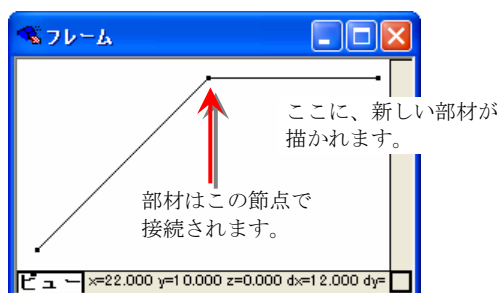 フレーム
ここに、新しい部材が
描かれます。
部材はこの節点で
接続されます。
ビュー x=22.000 y=10.000 z=0.000 dx=12.000 dy=